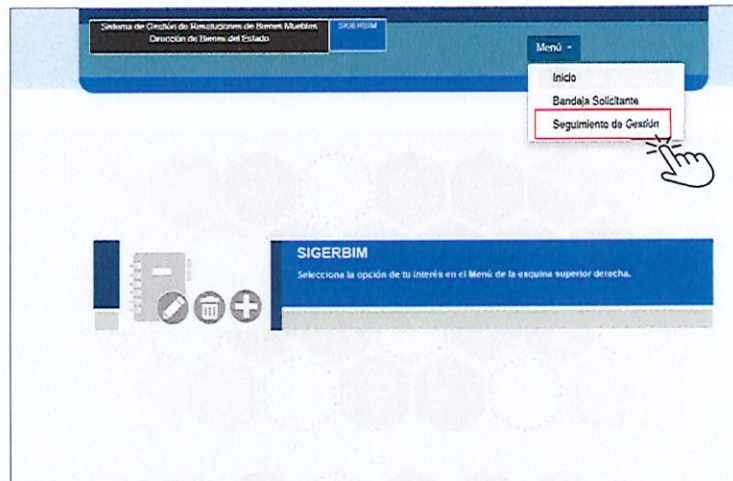 Sistema de Gestión de Resoluciones de Bienes Muebles
Dirección de Bienes del Estado
SIGERBIM
Menú
Inicio
Bandeja Solicitante
Seguimiento de Gestión
SIGERBIM
Selecciona la opción de tu interés en el Menú de la esquina superior derecha.